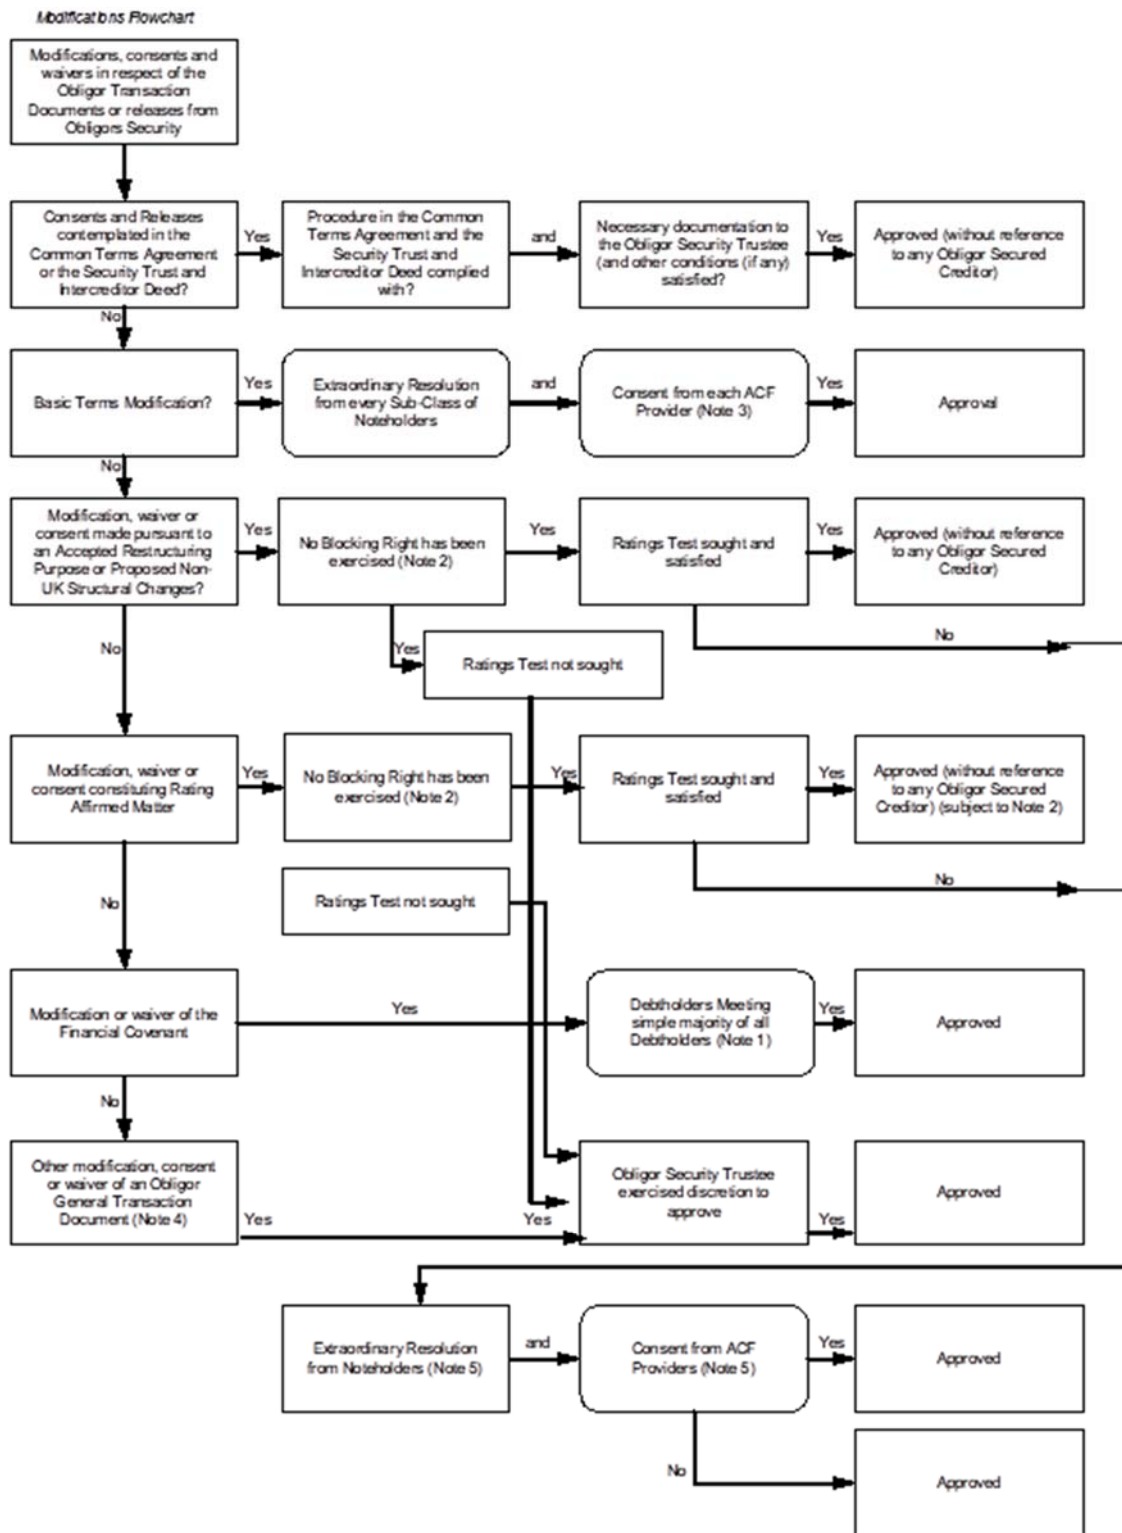 Modifications Flowchart
Modifications, consents and
waivers in respect of the
Obligor Transaction
Documents or releases from
Obligors Security
Consents and Releases
contemplated in the
Common Terms Agreement
or the Security Trust and
Intercreditor Deed?
Yes
Procedure in the Common
Terms Agreement and the
Security Trust and
Intercreditor Deed complied
with?
and
Necessary documentation to
the Obligor Security Trustee
(and other conditions (if any)
satisfied?
Yes
Approved (without reference
to any Obligor Secured
Creditor)
No
Basic Terms Modification?
Yes
Extraordinary Resolution
from every Sub-Class of
Noteholders
and
Consent from each ACF
Provider (Note 3)
Yes
Approval
No
Modification, waiver or
consent made pursuant to
an Accepted Restructuring
Purpose or Proposed Non-
UK Structural Changes?
Yes
No Blocking Right has been
exercised (Note 2)
Yes
Ratings Test sought and
satisfied
Yes
Approved (without reference
to any Obligor Secured
Creditor)
No
No
Yes
Ratings Test not sought
Modification, waiver or
consent constituting Rating
Affirmed Matter
Yes
No Blocking Right has been
exercised (Note 2)
Yes
Ratings Test sought and
satisfied
Yes
Approved (without reference
to any Obligor Secured
Creditor) (subject to Note 2)
No
No
Ratings Test not sought
Modification or waiver of the
Financial Covenant
Yes
Debtholders Meeting
simple majority of all
Debtholders (Note 1)
Yes
Approved
No
Other modification, consent
or waiver of an Obligor
General Transaction
Document (Note 4)
Yes
Yes
Obligor Security Trustee
exercised discretion to
approve
Yes
Approved
Extraordinary Resolution
from Noteholders (Note 5)
and
Consent from ACF
Providers (Note 5)
Yes
Approved
No
Approved